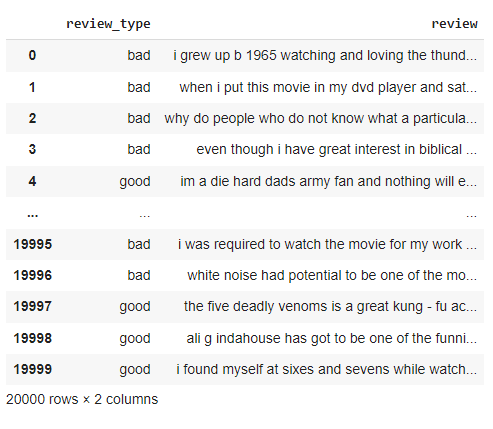 review_type review
0 bad i grew up b 1965 watching and loving the thund...
1 bad when i put this movie in my dvd player and sat...
2 bad why do people who do not know what a particula...
3 bad even though i have great interest in biblical ...
4 good im a die hard dads army fan and nothing will e...
... ... ...
19995 bad i was required to watch the movie for my work ...
19996 bad white noise had potential to be one of the mo...
19997 good the five deadly venoms is a great kung - fu ac...
19998 good ali g indahouse has got to be one of the funni...
19999 good i found myself at sixes and sevens while watch...
20000 rows × 2 columns